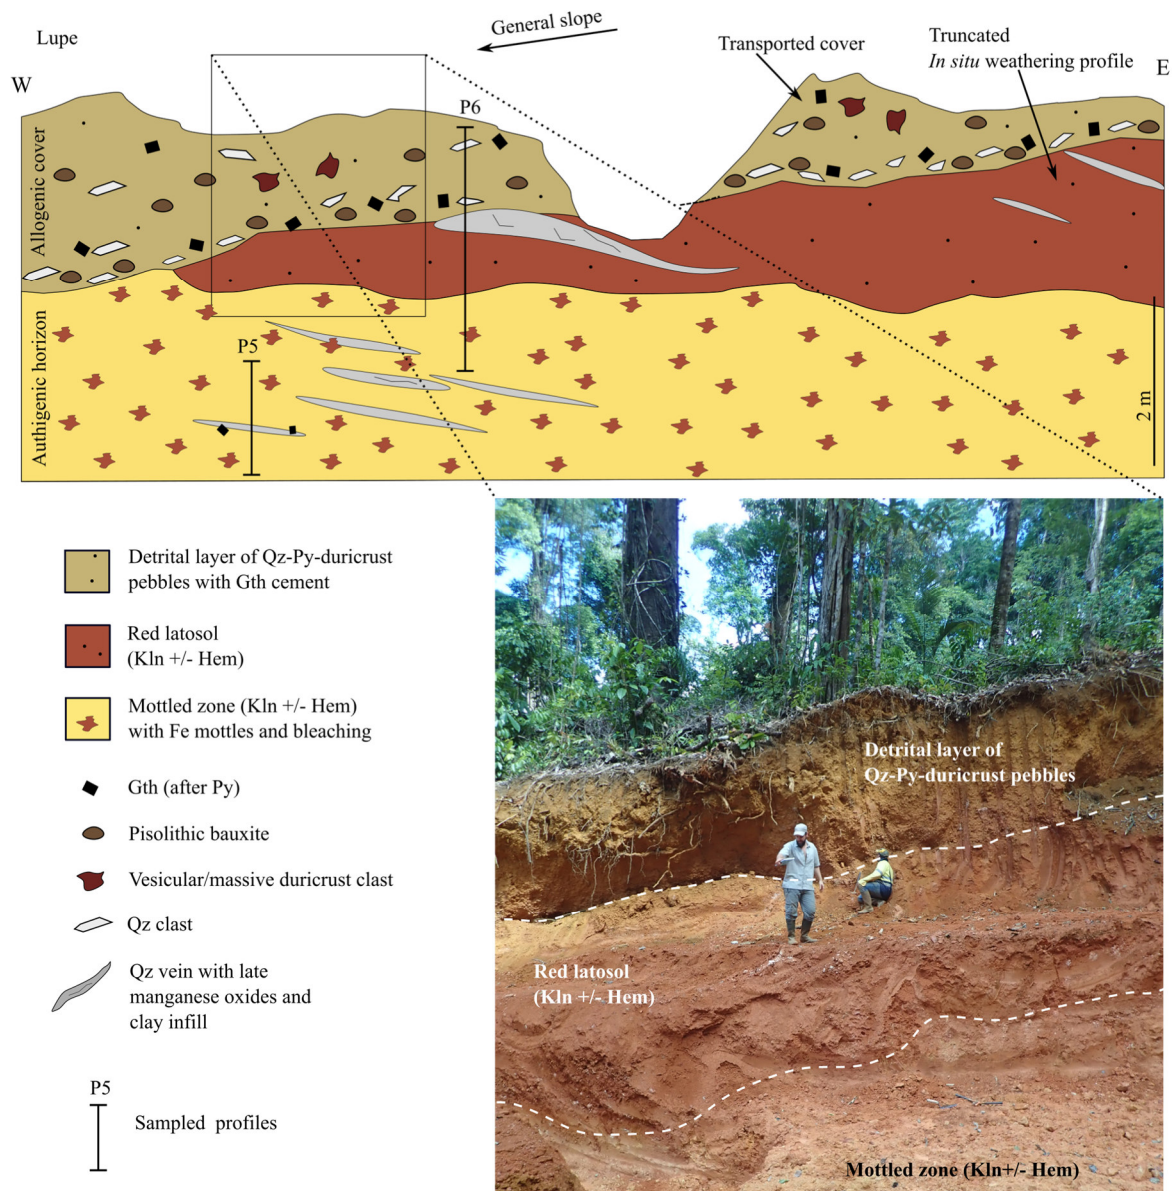 Lupe
General slope
Transported cover
Truncated
In situ weathering profile
W
E
P6
Allogenic cover
P5
Authigenic horizon
2 m
Detrital layer of Qz-Py-duricrust
pebbles with Gth cement
Red latosol
(Kln +/- Hem)
Mottled zone (Kln +/- Hem)
with Fe mottles and bleaching
Gth (after Py)
Pisolithic bauxite
Vesicular/massive duricrust clast
Qz clast
Qz vein with late
manganese oxides and
clay infill
P5
Sampled profiles
Detrital layer of
Qz-Py-duricrust pebbles
Red latosol
(Kln +/- Hem)
Mottled zone (Kln+/- Hem)